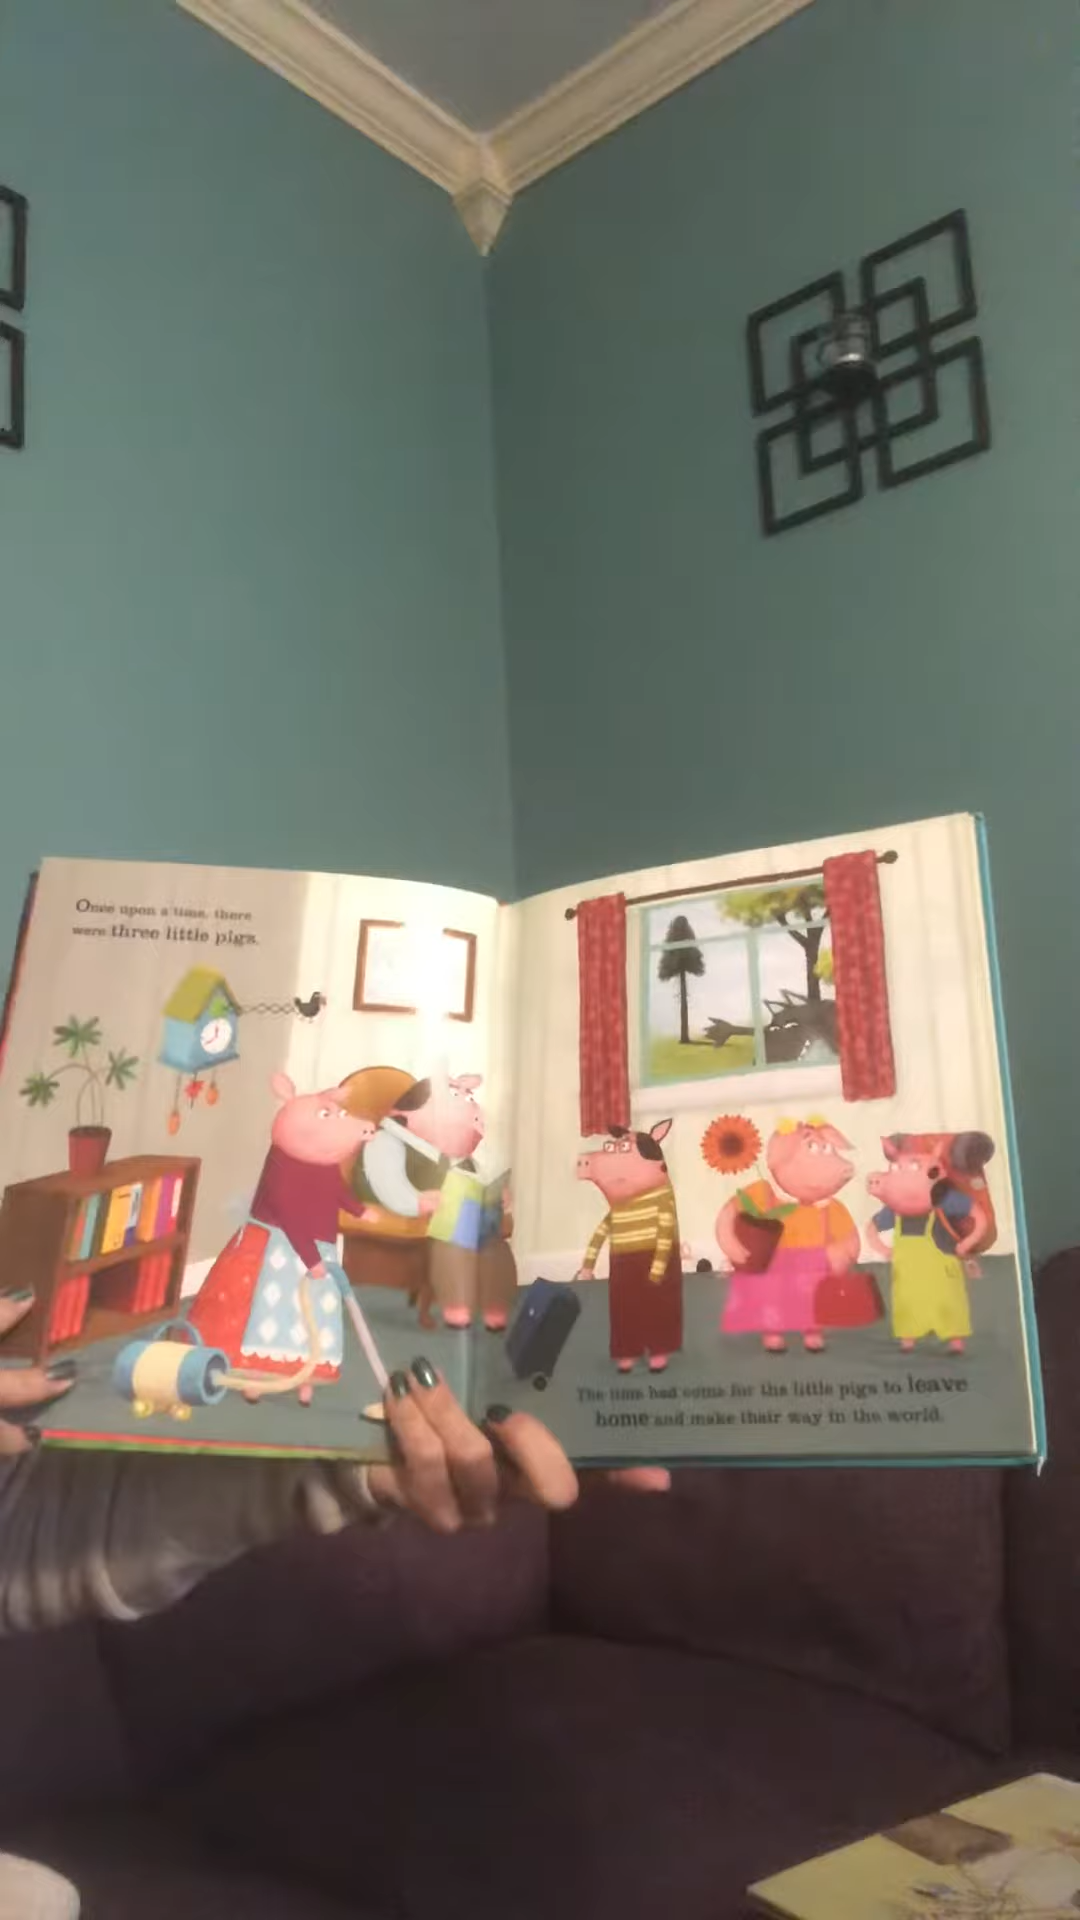 Once upon a time, there
were three little pigs.
The time had come for the little pigs to leave
home and make their way in the world.